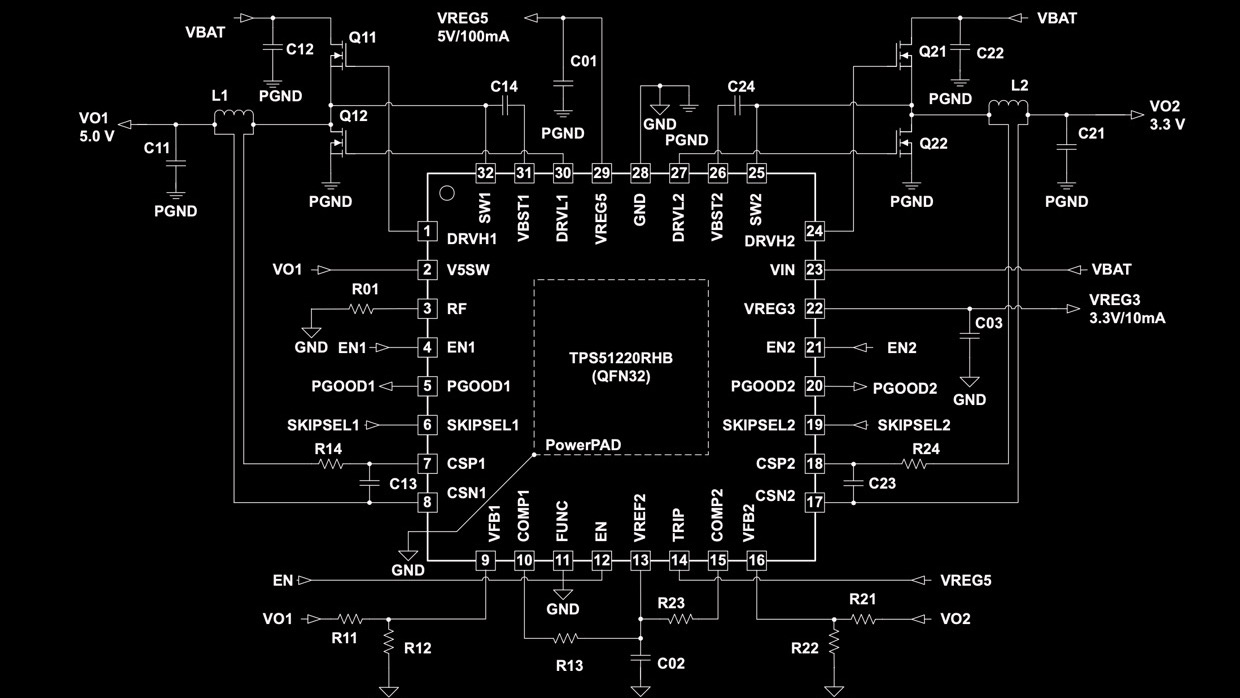 VBAT
C12
Q11
VREG5
5V/100mA
C01
PGND
VBAT
Q21
C22
PGND
L1
PGND
C14
GND
PGND
C24
L2
VO1
5.0 V
C11
PGND
Q12
PGND
Q22
PGND
C21
PGND
VO2
3.3 V
32 31 30 29 28 27 26 25
SW1
VBST1
DRVL1
VREG5
GND
DRVL2
VBST2
SW2
1 DRVH1
DRVH2 24
VO1 2 V5SW
VIN 23 VBAT
R01
GND
3 RF
VREG3 22
VREG3
3.3V/10mA
C03
GND
EN1 4 EN1
EN2 21 EN2
TPS51220RHB
(QFN32)
PGOOD1 5 PGOOD1
PGOOD2 20 PGOOD2
SKIPSEL1 6 SKIPSEL1
SKIPSEL2 19 SKIPSEL2
PowerPAD
R14
7 CSP1
CSP2 18
R24
C13
8 CSN1
CSN2 17
C23
VFB1
COMP1
FUNC
EN
VREF2
TRIP
COMP2
VFB2
GND
9 10 11 12 13 14 15 16
EN
GND
VREG5
VO1
R11
R12
R13
R23
C02
R21
R22
VO2